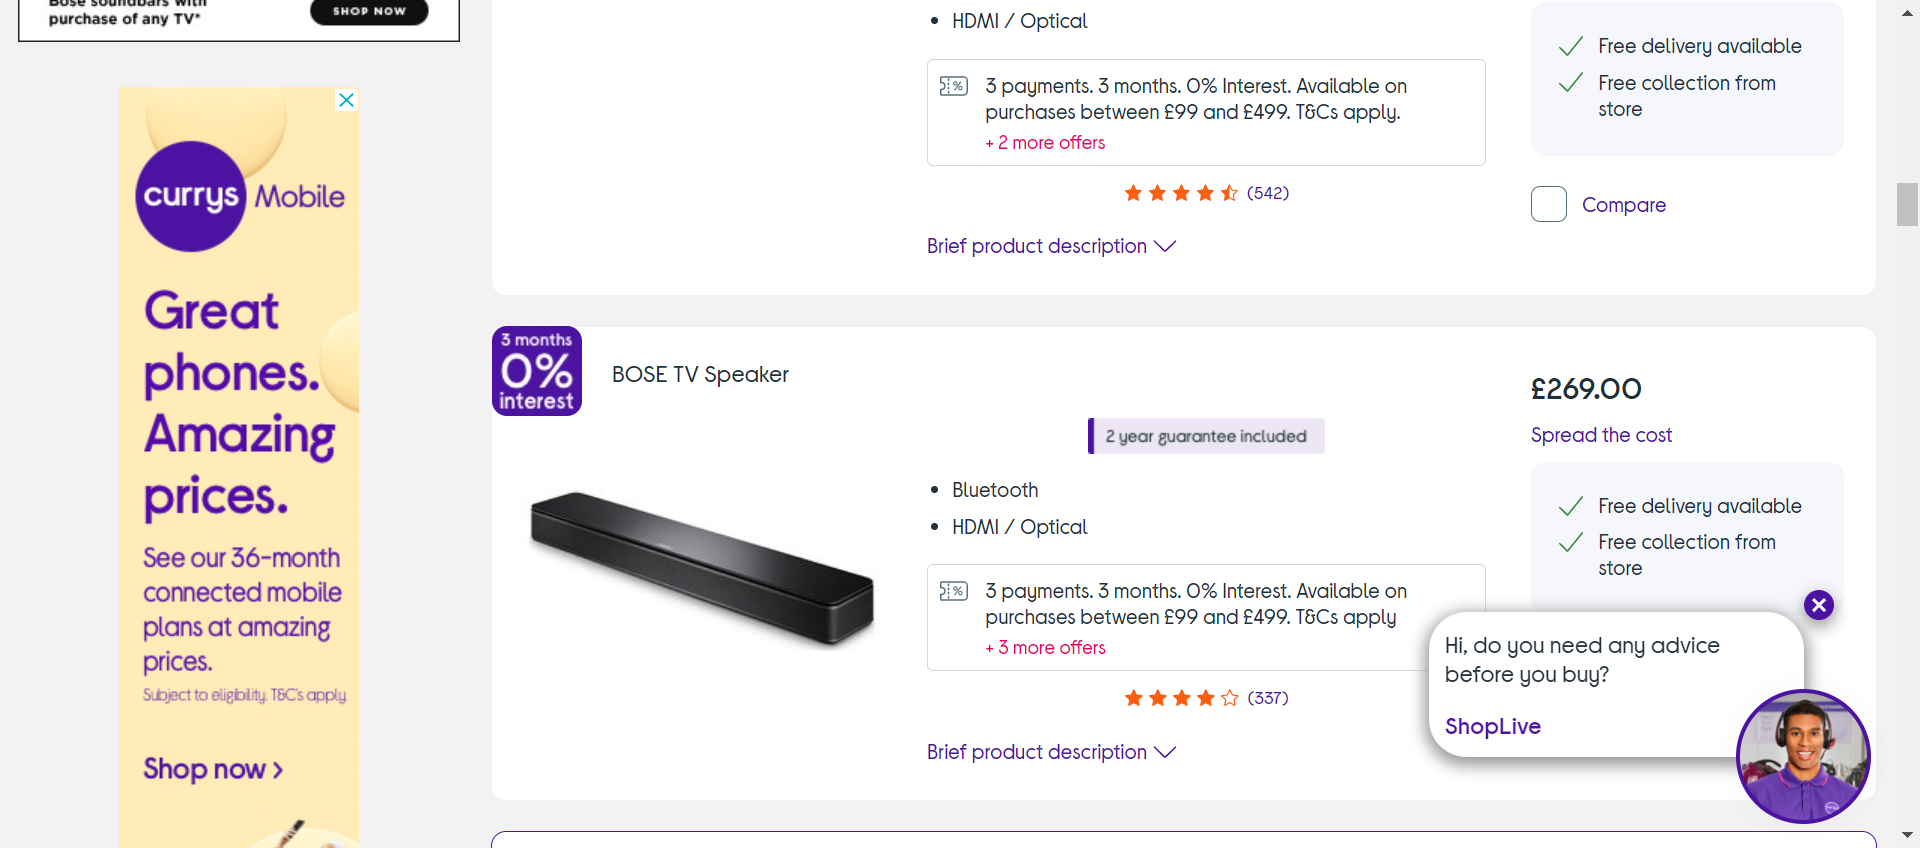 purchase of any TV*
SHOP NOW
currys Mobile
Great
phones.
Amazing
prices.
See our 36-month
connected mobile
plans at amazing
prices.
Subject to eligibility. T&C's apply.
Shop now >
HDMI / Optical
3 payments. 3 months. 0% Interest. Available on
purchases between £99 and £499. T&Cs apply.
+ 2 more offers
(542)
Brief product description
Free delivery available
Free collection from
store
Compare
3 months
0%
interest
BOSE TV Speaker
2 year guarantee included
Bluetooth
HDMI / Optical
3 payments. 3 months. 0% Interest. Available on
purchases between £99 and £499. T&Cs apply
+ 3 more offers
(337)
Brief product description
£269.00
Spread the cost
Free delivery available
Free collection from
store
Hi, do you need any advice
before you buy?
ShopLive